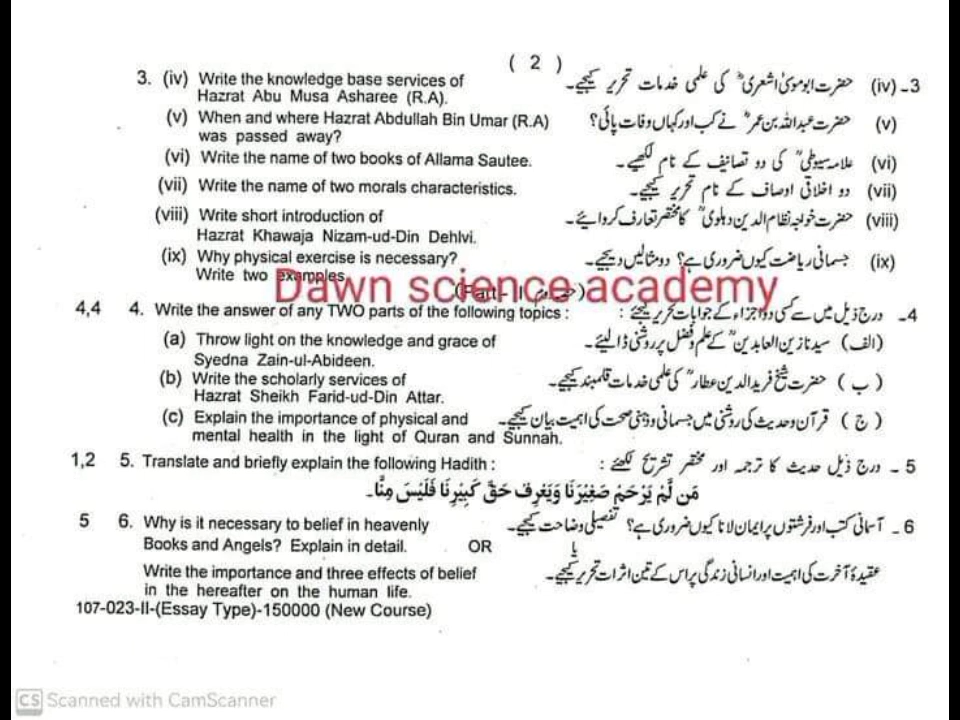 ( 2 )
3. (iv) Write the knowledge base services of
Hazrat Abu Musa Asharee (R.A).
3- (iv) حضرت ابو موسیٰ اشعریؓ کی علمی خدمات تحریر کیجیے۔
(v) When and where Hazrat Abdullah Bin Umar (R.A)
was passed away?
(v) حضرت عبداللہ بن عمرؓ نے کب اور کہاں وفات پائی؟
(vi) Write the name of two books of Allama Sautee.
(vi) علامہ سیوطیؒ کی دو تصانیف کے نام لکھیے۔
(vii) Write the name of two morals characteristics.
(vii) دو اخلاقی اوصاف کے نام تحریر کیجیے۔
(viii) Write short introduction of
Hazrat Khawaja Nizam-ud-Din Dehlvi.
(viii) حضرت خواجہ نظام الدین دہلویؒ کا مختصر تعارف کروائیے۔
(ix) Why physical exercise is necessary?
Write two examples.
(ix) جسمانی ریاضت کیوں ضروری ہے؟ دو مثالیں دیجیے۔
Dawn science academy
(Part - II حصہ دوم)
4,4 4. Write the answer of any TWO parts of the following topics :
4- درج ذیل میں سے کسی دو اجزاء کے جوابات تحریر کیجئے :
(a) Throw light on the knowledge and grace of
Syedna Zain-ul-Abideen.
(الف) سیدنا زین العابدینؒ کے علم و فضل پر روشنی ڈالیئے۔
(b) Write the scholarly services of
Hazrat Sheikh Farid-ud-Din Attar.
( ب ) حضرت شیخ فرید الدین عطارؒ کی علمی خدمات قلمبند کیجیے۔
(c) Explain the importance of physical and
mental health in the light of Quran and Sunnah.
( ج ) قرآن و حدیث کی روشنی میں جسمانی و ذہنی صحت کی اہمیت بیان کیجیے۔
1,2 5. Translate and briefly explain the following Hadith :
5 - درج ذیل حدیث کا ترجمہ اور مختصر تشریح لکھئے :
مَن لَّمْ يَرْحَمْ صَغِيْرَنَا وَيَعْرِفْ حَقَّ كَبِيْرِنَا فَلَيْسَ مِنَّا۔
5 6. Why is it necessary to belief in heavenly
Books and Angels? Explain in detail. OR
6 - آسمانی کتب اور فرشتوں پر ایمان لانا کیوں ضروری ہے؟ تفصیلی وضاحت کیجیے۔
یا
Write the importance and three effects of belief
in the hereafter on the human life.
عقیدۂ آخرت کی اہمیت اور انسانی زندگی پر اس کے تین اثرات تحریر کیجیے۔
107-023-II-(Essay Type)-150000 (New Course)
CS Scanned with CamScanner